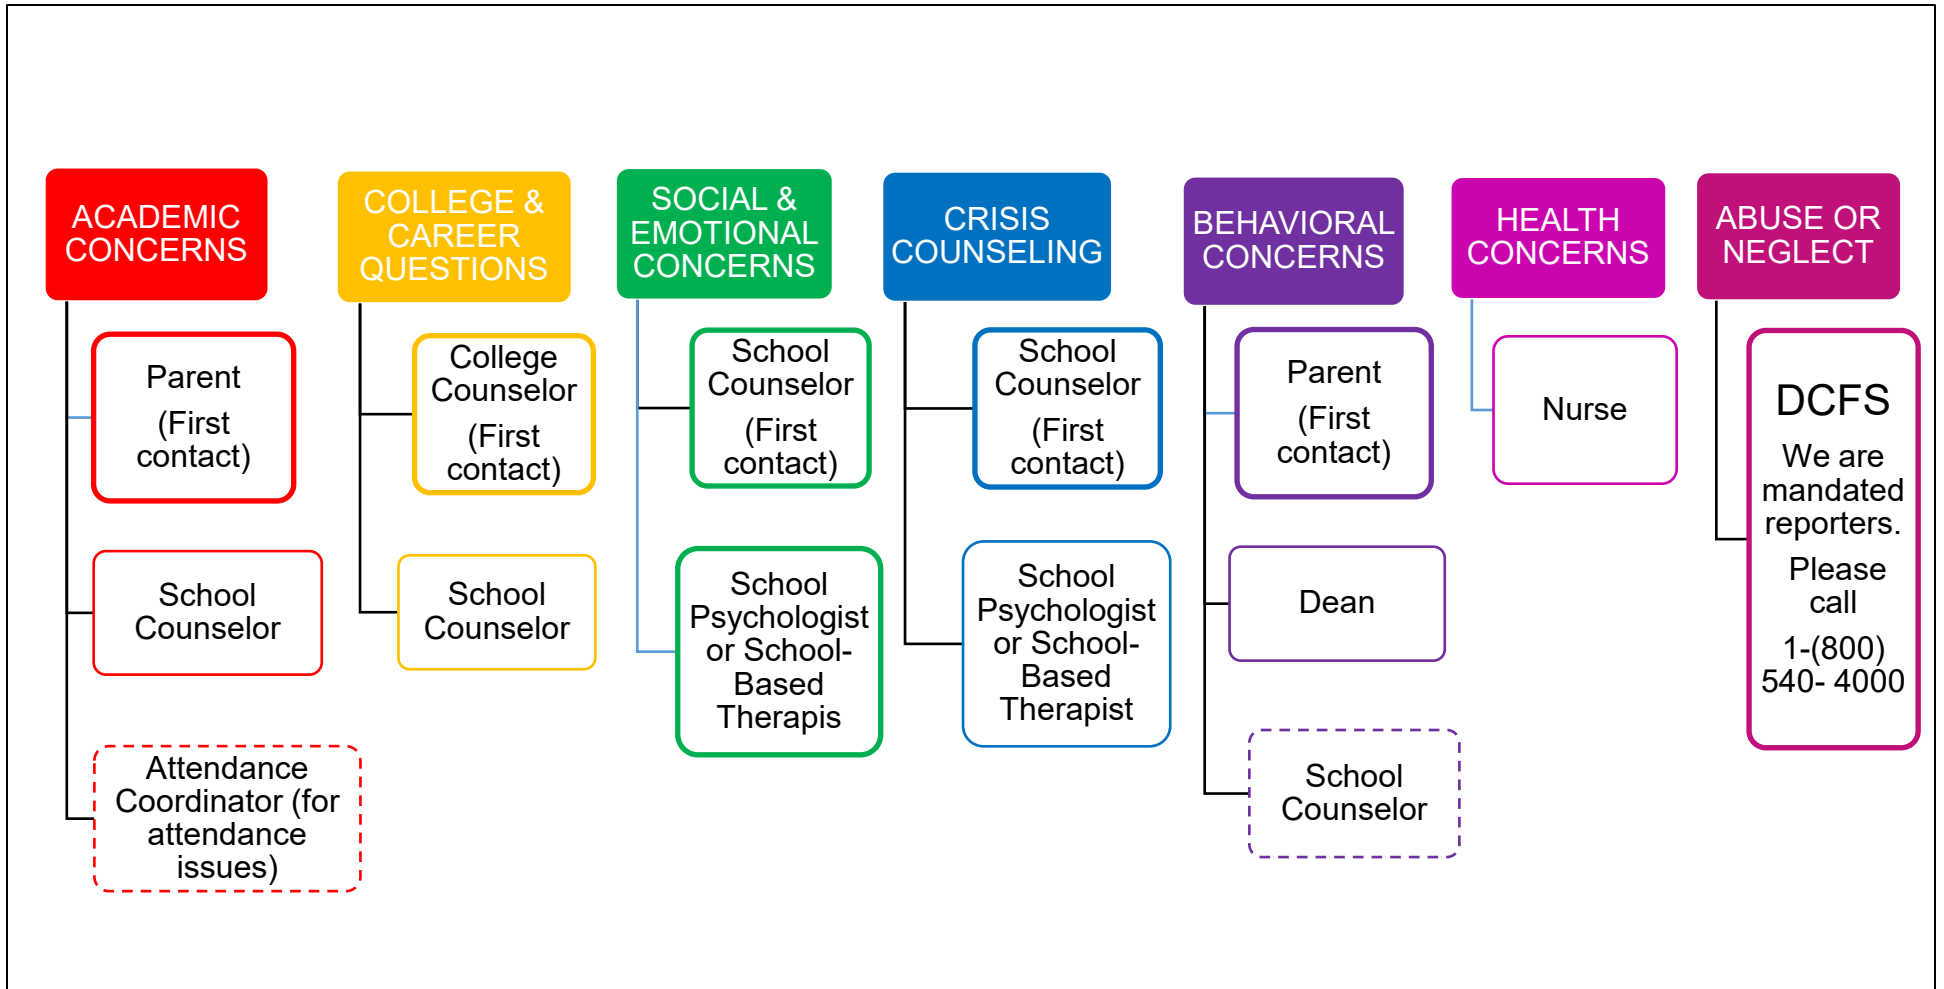 ACADEMIC
CONCERNS
Parent
(First
contact)
School
Counselor
Attendance
Coordinator (for
attendance
issues)
COLLEGE &
CAREER
QUESTIONS
College
Counselor
(First
contact)
School
Counselor
SOCIAL &
EMOTIONAL
CONCERNS
School
Counselor
(First
contact)
School
Psychologist
or School-
Based
Therapis
CRISIS
COUNSELING
School
Counselor
(First
contact)
School
Psychologist
or School-
Based
Therapist
BEHAVIORAL
CONCERNS
Parent
(First
contact)
Dean
School
Counselor
HEALTH
CONCERNS
Nurse
ABUSE OR
NEGLECT
DCFS
We are
mandated
reporters.
Please
call
1-(800)
540- 4000